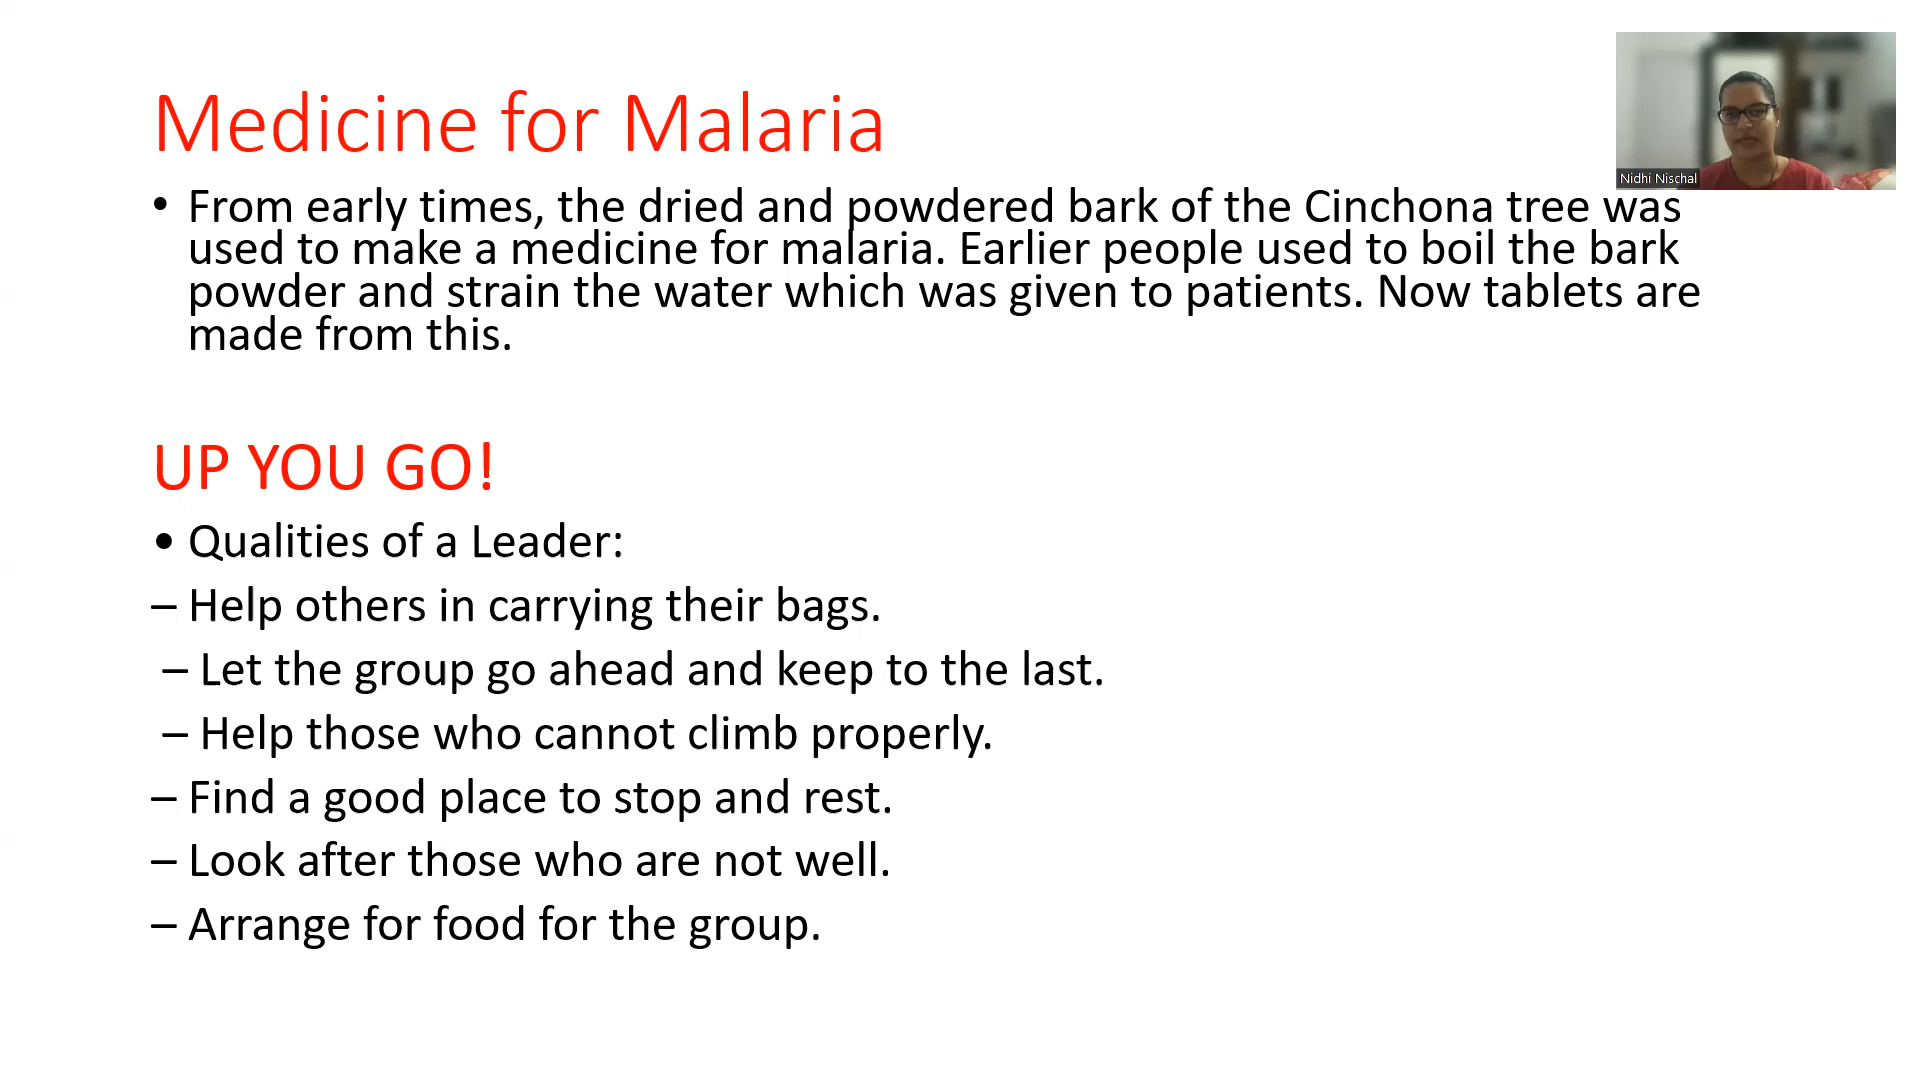 Medicine for Malaria
Nidhi Nischal
• From early times, the dried and powdered bark of the Cinchona tree was
used to make a medicine for malaria. Earlier people used to boil the bark
powder and strain the water which was given to patients. Now tablets are
made from this.
UP YOU GO!
• Qualities of a Leader:
– Help others in carrying their bags.
– Let the group go ahead and keep to the last.
– Help those who cannot climb properly.
– Find a good place to stop and rest.
– Look after those who are not well.
– Arrange for food for the group.